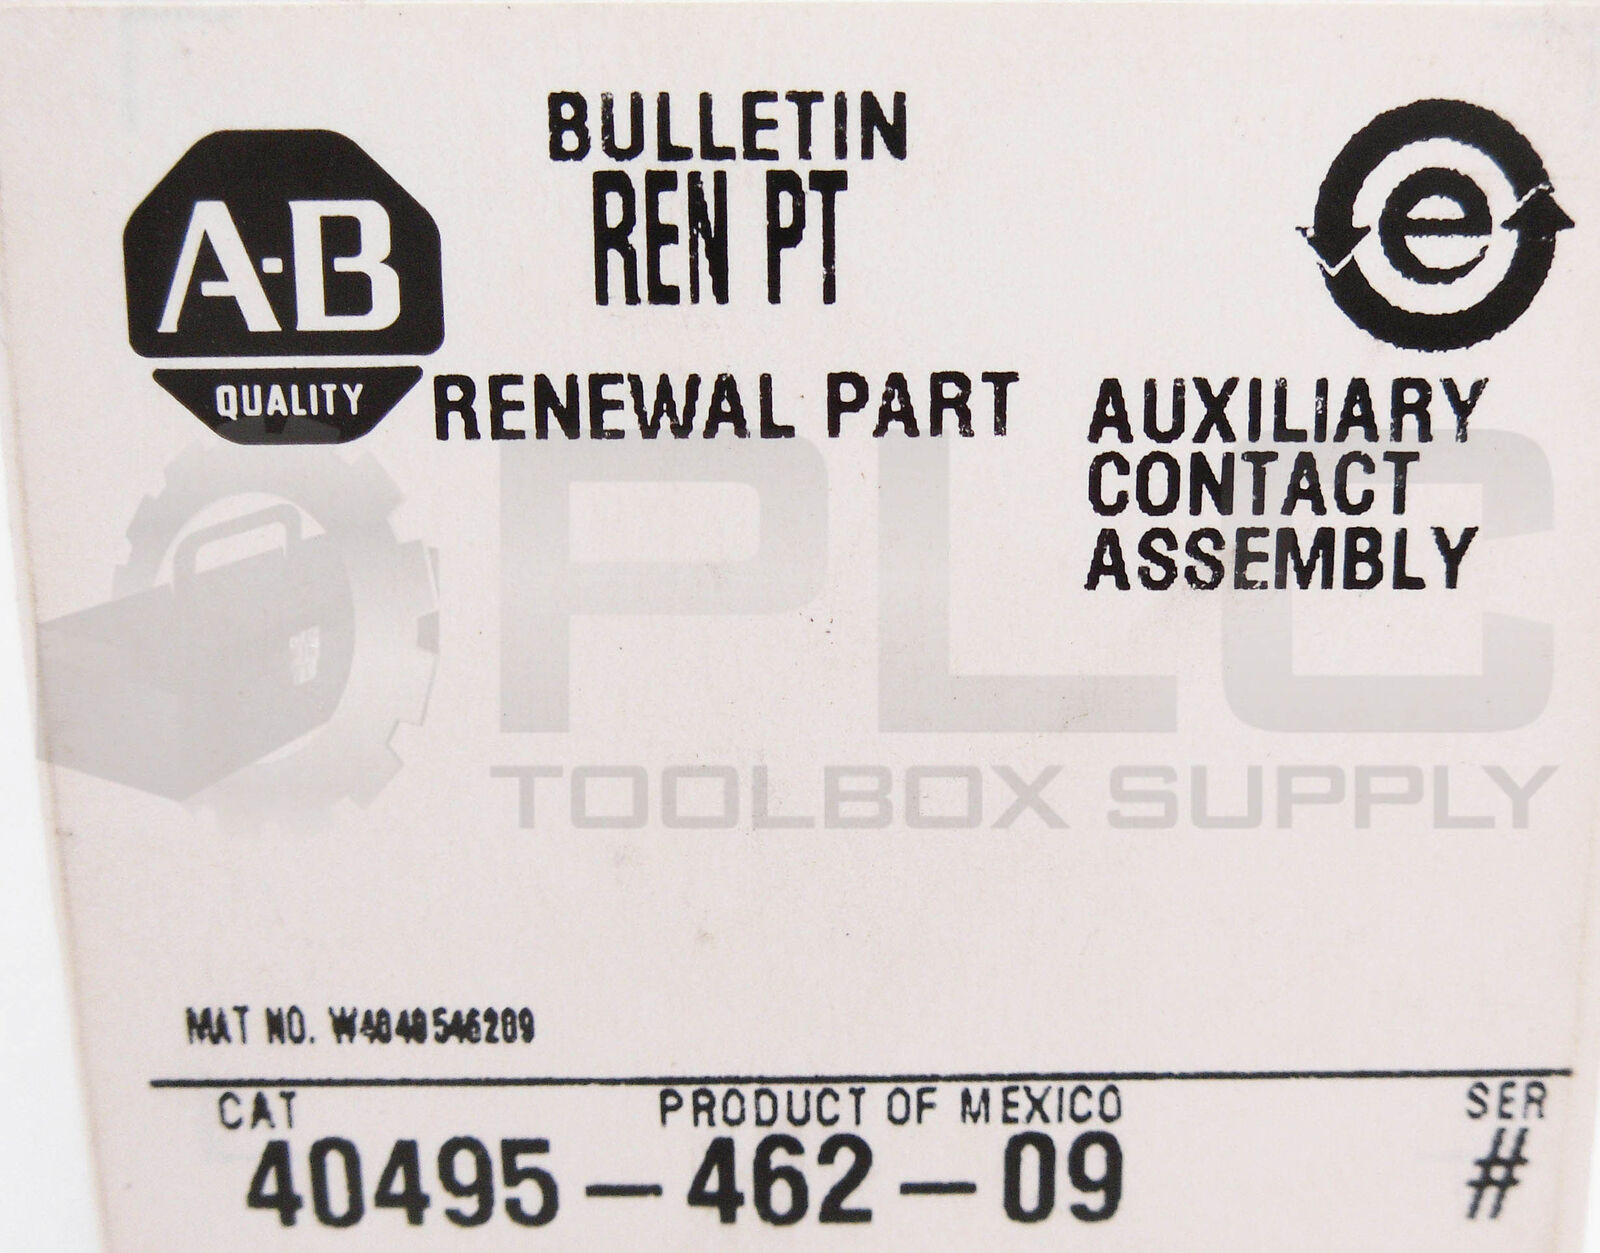 BULLETIN
REN PT
e
A-B
QUALITY
RENEWAL PART
AUXILIARY
CONTACT
ASSEMBLY
PLC
TOOLBOX SUPPLY
MAT NO.
CAT
PRODUCT OF MEXICO
SER
40495-462-09
#